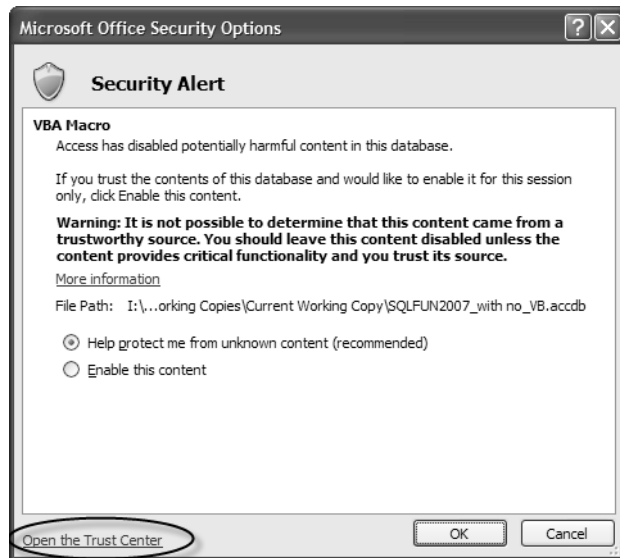 Microsoft Office Security Options
Security Alert
VBA Macro
Access has disabled potentially harmful content in this database.
If you trust the contents of this database and would like to enable it for this session
only, click Enable this content.
Warning: It is not possible to determine that this content came from a
trustworthy source. You should leave this content disabled unless the
content provides critical functionality and you trust its source.
More information
File Path: I:\...orking Copies\Current Working Copy\SQLFUN2007_with no_VB.accdb
Help protect me from unknown content (recommended)
Enable this content
Open the Trust Center
OK
Cancel